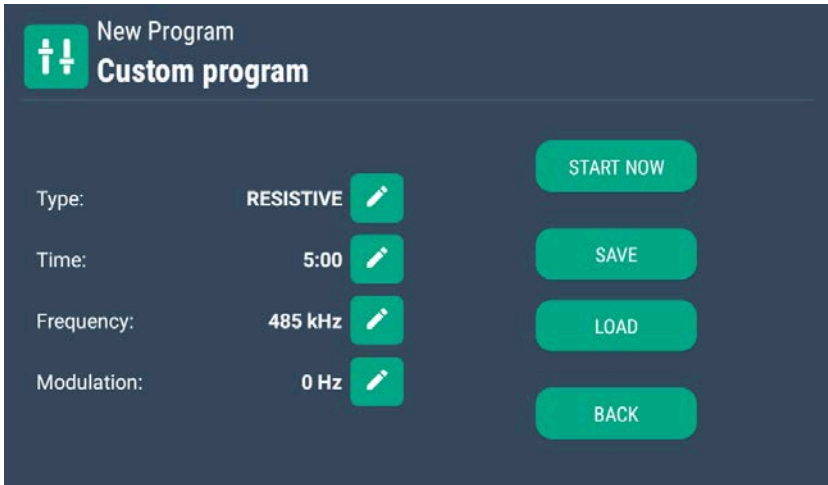 New Program
Custom program
START NOW
Type: RESISTIVE
Time: 5:00
SAVE
Frequency: 485 kHz
LOAD
Modulation: 0 Hz
BACK